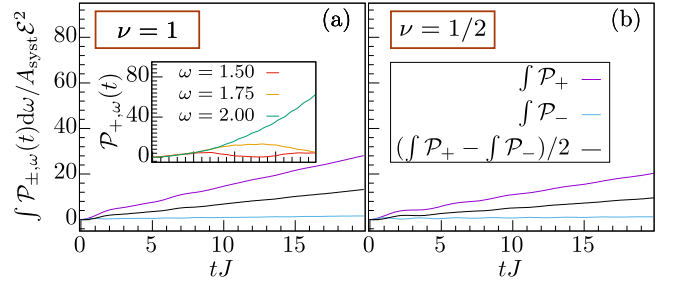 ∫ 𝒫±,ω(t)dω/A_syst ℰ²
80
60
40
20
0
(a)
ν = 1
𝒫+,ω(t)
80
40
0
ω = 1.50
ω = 1.75
ω = 2.00
0 5 10 15
tJ
(b)
ν = 1/2
∫ 𝒫+
∫ 𝒫−
(∫ 𝒫+ − ∫ 𝒫−)/2
0 5 10 15
tJ